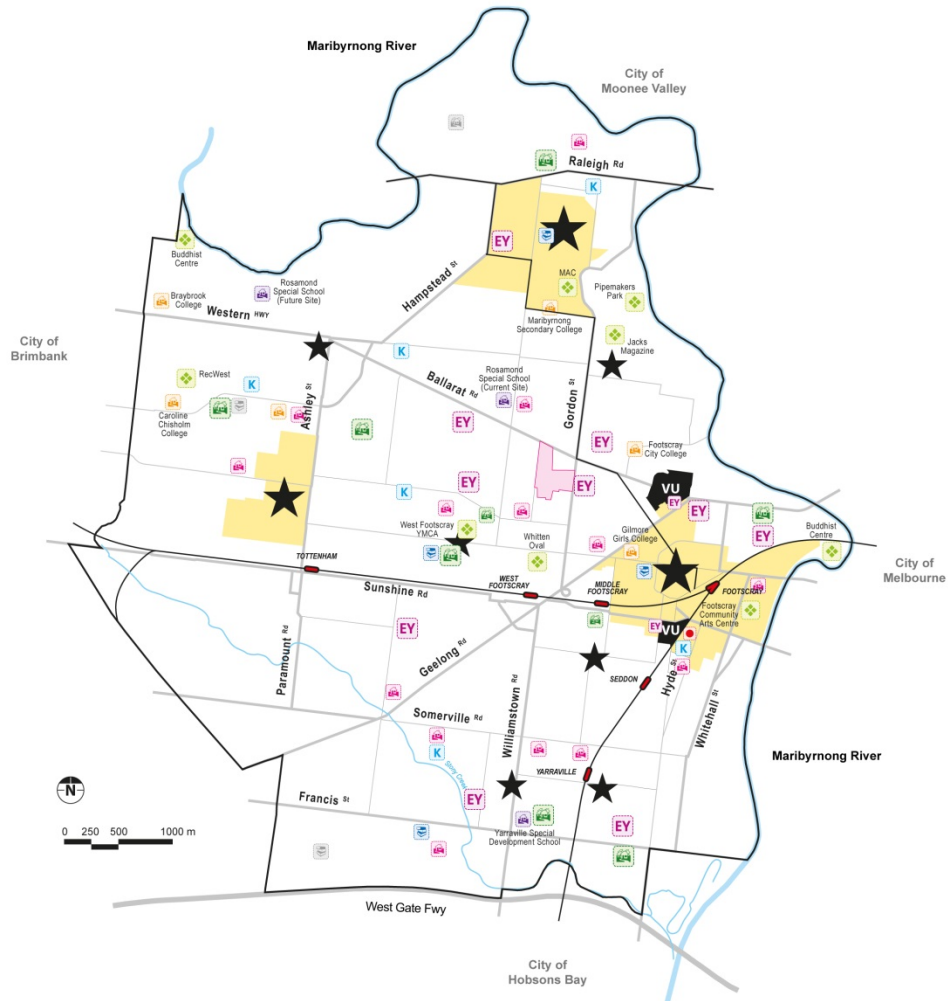 Maribyrnong River
City of
Moonee Valley
Raleigh Rd
K
EY
Buddhist
Centre
Hampstead St
MAC
Rosamond
Special School
(Future Site)
Pipemakers
Park
Braybrook
College
Western HWY
Maribyrnong
Secondary College
City of
Brimbank
Jacks
Magazine
K
Rosamond
Special School
(Current Site)
RecWest
Ballarat Rd
Gordon St
K
Ashley St
Caroline
Chisholm
College
EY
EY
Footscray
City College
EY
EY
K
VU
EY
EY
West Footscray
YMCA
Gilmore
Girls College
EY
Buddhist
Centre
Whitten
Oval
TOTTENHAM
WEST
FOOTSCRAY
MIDDLE
FOOTSCRAY
FOOTSCRAY
City of
Melbourne
Sunshine Rd
Footscray
Community
Arts Centre
EY
EY
VU
K
Paramount Rd
Geelong Rd
Hyde St
SEDDON
Williamstown Rd
Whitehall St
Somerville Rd
Maribyrnong River
K
Stony Creek
YARRAVILLE
N
Francis St
EY
0 250 500 1000 m
Yarraville Special
Development School
EY
West Gate Fwy
City of
Hobsons Bay